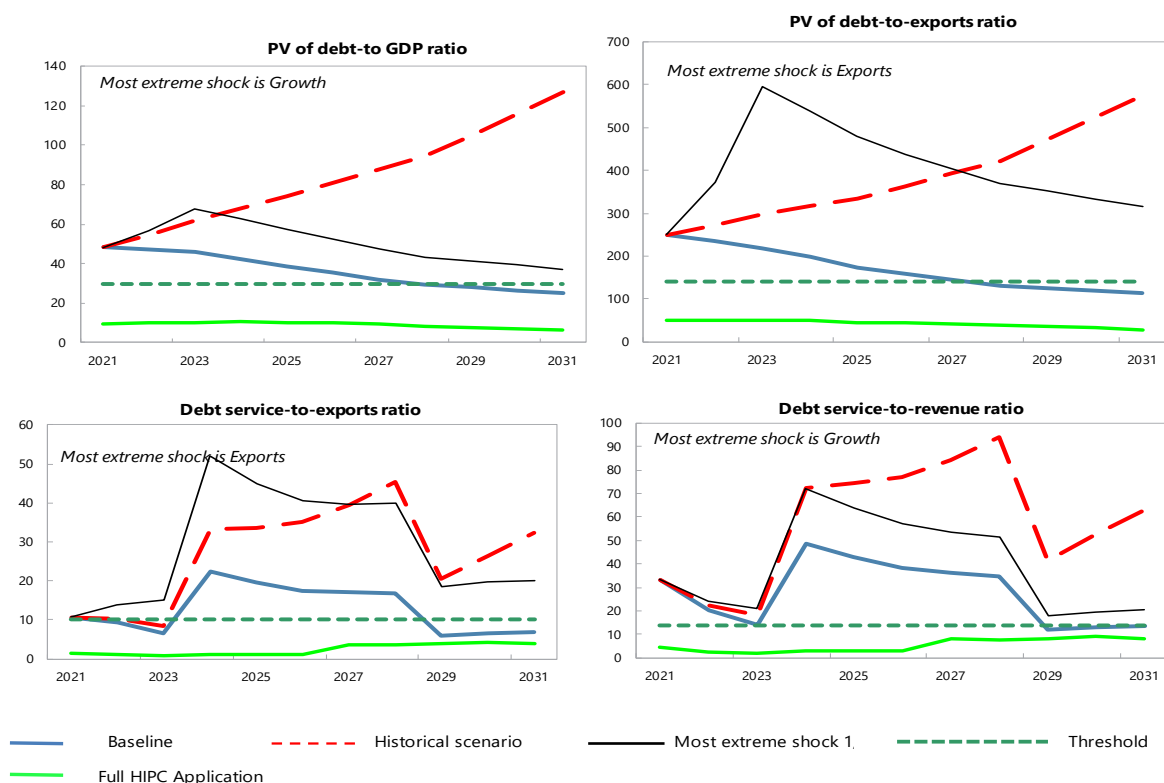 PV of debt-to GDP ratio
Most extreme shock is Growth
140
120
100
80
60
40
20
0
2021 2023 2025 2027 2029 2031
PV of debt-to-exports ratio
Most extreme shock is Exports
700
600
500
400
300
200
100
0
2021 2023 2025 2027 2029 2031
Debt service-to-exports ratio
Most extreme shock is Exports
60
50
40
30
20
10
0
2021 2023 2025 2027 2029 2031
Debt service-to-revenue ratio
Most extreme shock is Growth
100
90
80
70
60
50
40
30
20
10
0
2021 2023 2025 2027 2029 2031
Baseline Historical scenario Most extreme shock 1, Threshold
Full HIPC Application